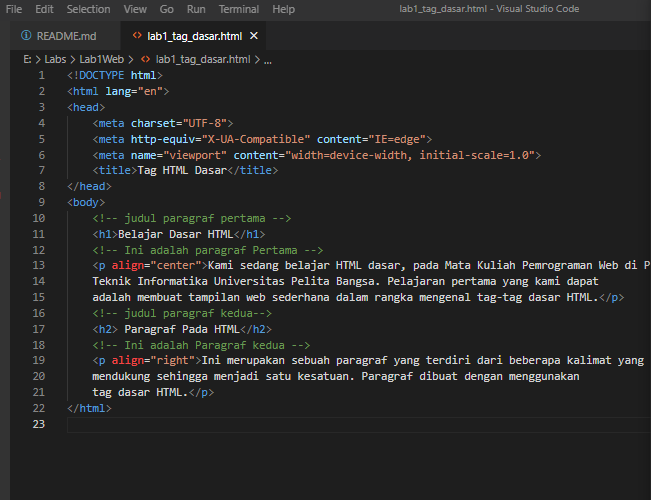 File Edit Selection View Go Run Terminal Help lab1_tag_dasar.html - Visual Studio Code
README.md lab1_tag_dasar.html
E: > Labs > Lab1Web > lab1_tag_dasar.html > ...
1 <!DOCTYPE html>
2 <html lang="en">
3 <head>
4 <meta charset="UTF-8">
5 <meta http-equiv="X-UA-Compatible" content="IE=edge">
6 <meta name="viewport" content="width=device-width, initial-scale=1.0">
7 <title>Tag HTML Dasar</title>
8 </head>
9 <body>
10 <!-- judul paragraf pertama -->
11 <h1>Belajar Dasar HTML</h1>
12 <!-- Ini adalah paragraf Pertama -->
13 <p align="center">Kami sedang belajar HTML dasar, pada Mata Kuliah Pemrograman Web di P
14 Teknik Informatika Universitas Pelita Bangsa. Pelajaran pertama yang kami dapat
15 adalah membuat tampilan web sederhana dalam rangka mengenal tag-tag dasar HTML.</p>
16 <!-- judul paragraf kedua-->
17 <h2> Paragraf Pada HTML</h2>
18 <!-- Ini adalah Paragraf kedua -->
19 <p align="right">Ini merupakan sebuah paragraf yang terdiri dari beberapa kalimat yang
20 mendukung sehingga menjadi satu kesatuan. Paragraf dibuat dengan menggunakan
21 tag dasar HTML.</p>
22 </html>
23